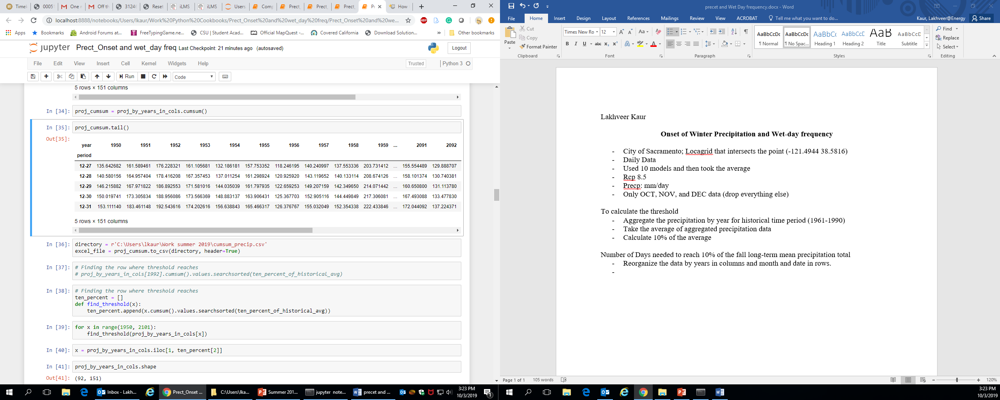 Timel
0005
One r
Off th
3124(
Reset
iLMS
iLMS
Users
Comp
Prect_
Prect_
Prect_
Pr
How
localhost:8888/notebooks/Users/lkaur/Work%20Python%20Cookbooks/Prect_Onset%20and%20wet_day%20freq/Prect_Onset%20and%20we...
ABP
Apps
Bookmarks
Android Forums at...
FreeTypingGame.ne...
CSU | Student Acad...
Official MapQuest -...
Covered California
Download Solution...
»
Other bookmarks
jupyter Prect_Onset and wet_day freq Last Checkpoint: 21 minutes ago (autosaved)
Logout
File Edit View Insert Cell Kernel Widgets Help
Trusted
Python 3
Run
Code
5 rows × 151 columns
In [34]: proj_cumsum = proj_by_years_in_cols.cumsum()
In [35]: proj_cumsum.tail()
Out[35]:
year 1950 1951 1952 1953 1954 1955 1956 1957 1958 1959 ... 2091 2092
period
12-27 135.642682 161.589461 176.228321 161.105681 132.186181 157.753352 118.246195 140.240997 137.553336 203.731412 ... 155.554489 129.888707
12-28 140.580156 164.957404 178.416208 167.357453 137.011254 161.298924 120.925920 143.119652 140.133114 208.674126 ... 158.101374 130.740381
12-29 146.215882 167.971822 186.892553 171.581016 144.035039 161.797935 122.659253 149.207159 142.349650 214.071442 ... 160.650800 131.113780
12-30 150.019741 173.305834 188.956086 173.566369 148.883137 163.906431 125.367703 152.905116 144.449849 217.306081 ... 167.493088 133.477830
12-31 153.111140 183.461148 192.543616 174.202616 156.638843 165.466317 126.376767 155.032049 152.354338 222.433846 ... 172.044092 137.224371
5 rows × 151 columns
In [36]: directory = r'C:\Users\lkaur\Work summer 2019\cumsum_precip.csv'
excel_file = proj_cumsum.to_csv(directory, header=True)
In [37]: # Finding the row where threshold reaches
# proj_by_years_in_cols[1992].cumsum().values.searchsorted(ten_percent_of_historical_avg)
In [38]: # Finding the row where threshold reaches
ten_percent = []
def find_threshold(x):
ten_percent.append(x.cumsum().values.searchsorted(ten_percent_of_historical_avg))
In [39]: for x in range(1950, 2101):
find_threshold(proj_by_years_in_cols[x])
In [40]: x = proj_by_years_in_cols.iloc[1, ten_percent[2]]
In [41]: proj_by_years_in_cols.shape
Out[41]: (92, 151)
Inbox - Lakh...
Prect_Onset ...
C:\Users\lka...
Summer 201...
jupyter note...
precet and ...
3:23 PM
10/3/2019
precet and Wet Day frequency.docx - Word
File Home Insert Design Layout References Mailings Review View ACROBAT Tell me what you want to do...
Kaur, Lakhveer@Energy
Share
Paste
Cut
Copy
Format Painter
Clipboard
Times New Ro 12
B I U abc x₂ x²
Font
Paragraph
AaBbCcDc AaBbCcDc AaBbC( AaBbCcC AaB AaBbCcC
¶ Normal ¶ No Spac... Heading 1 Heading 2 Title Subtitle
Styles
Find
Replace
Select
Editing
Lakhveer Kaur
Onset of Winter Precipitation and Wet-day frequency
- City of Sacramento; Locagrid that intersects the point (-121.4944 38.5816)
- Daily Data
- Used 10 models and then took the average
- Rcp 8.5
- Precp: mm/day
- Only OCT, NOV, and DEC data (drop everything else)
To calculate the threshold
- Aggregate the precipitation by year for historical time period (1961-1990)
- Take the average of aggregated precipitation data
- Calculate 10% of the average
Number of Days needed to reach 10% of the fall long-term mean precipitation total
- Reorganize the data by years in columns and month and date in rows.
-
Page 1 of 1 105 words
120%
3:23 PM
10/3/2019